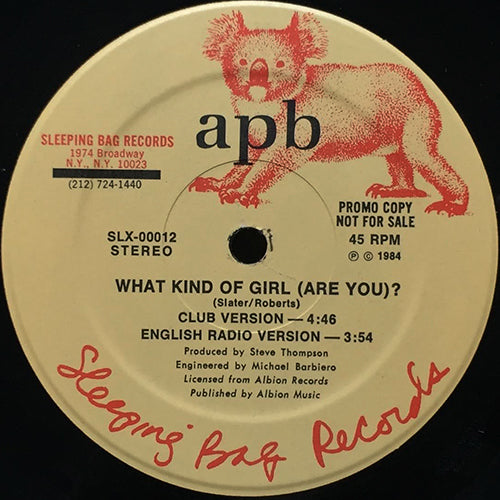 apb
SLEEPING BAG RECORDS
1974 Broadway
N.Y., N.Y. 10023
(212) 724-1440
PROMO COPY
NOT FOR SALE
SLX-00012
STEREO
45 RPM
℗ © 1984
WHAT KIND OF GIRL (ARE YOU)?
(Slater/Roberts)
CLUB VERSION — 4:46
ENGLISH RADIO VERSION — 3:54
Produced by Steve Thompson
Engineered by Michael Barbiero
Licensed from Albion Records
Published by Albion Music
Sleeping Bag Records